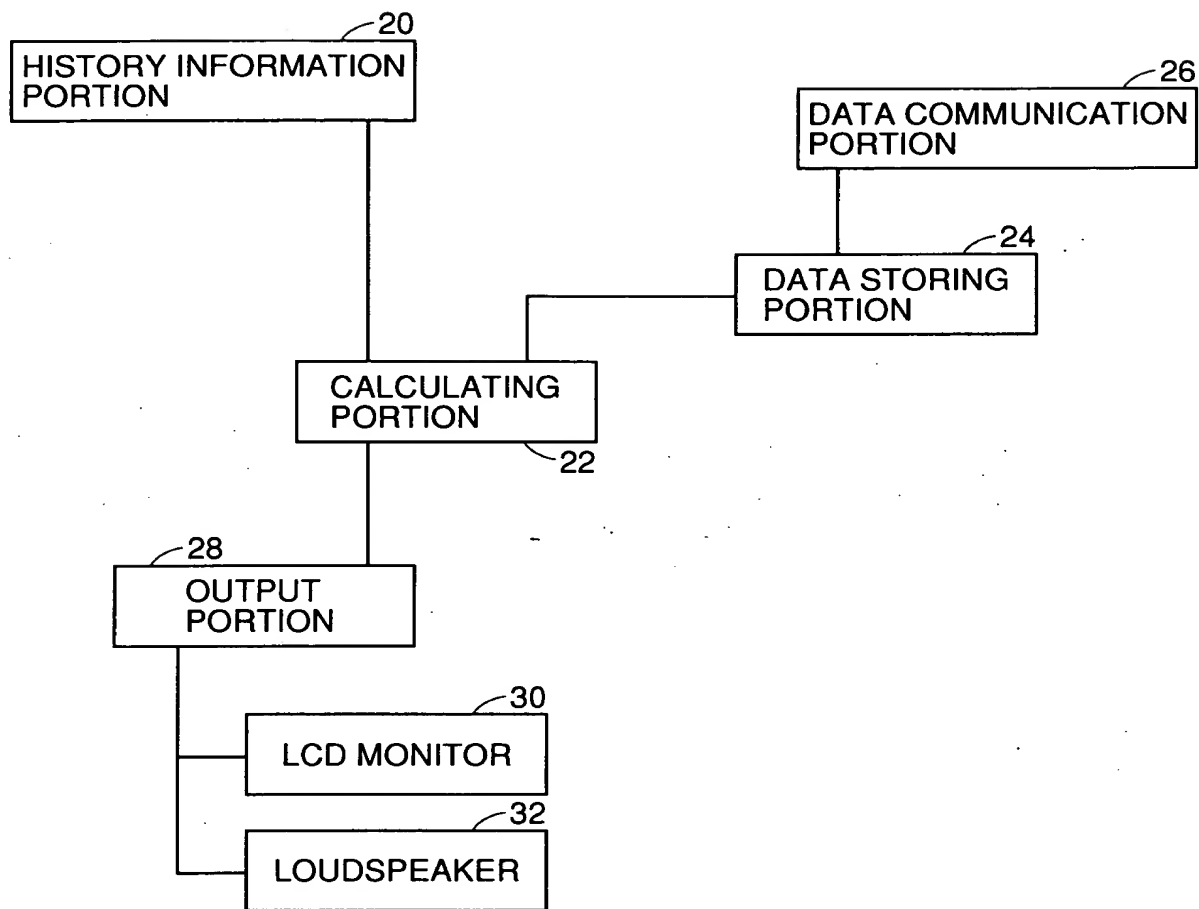 20
HISTORY INFORMATION
PORTION
26
DATA COMMUNICATION
PORTION
24
DATA STORING
PORTION
CALCULATING
PORTION
22
28
OUTPUT
PORTION
30
LCD MONITOR
32
LOUDSPEAKER